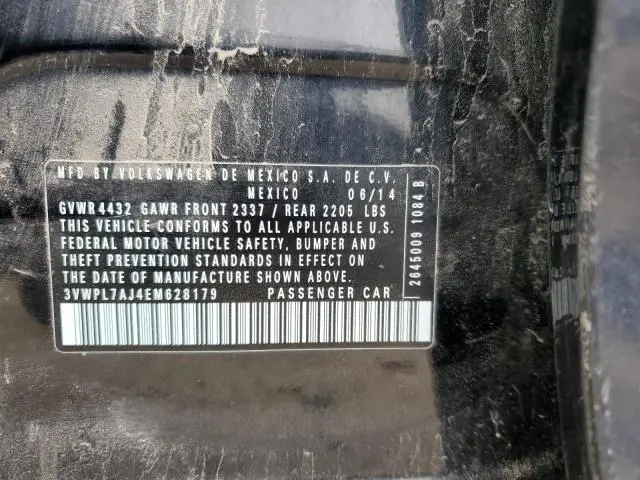 MFD BY VOLKSWAGEN DE MEXICO S.A. DE C.V.
MEXICO 06/14
GVWR 4432 GAWR FRONT 2337 / REAR 2205 LBS
THIS VEHICLE CONFORMS TO ALL APPLICABLE U.S.
FEDERAL MOTOR VEHICLE SAFETY, BUMPER AND
THEFT PREVENTION STANDARDS IN EFFECT ON
THE DATE OF MANUFACTURE SHOWN ABOVE.
3VWPL7AJ4EM628179 PASSENGER CAR
2645009 1084 B